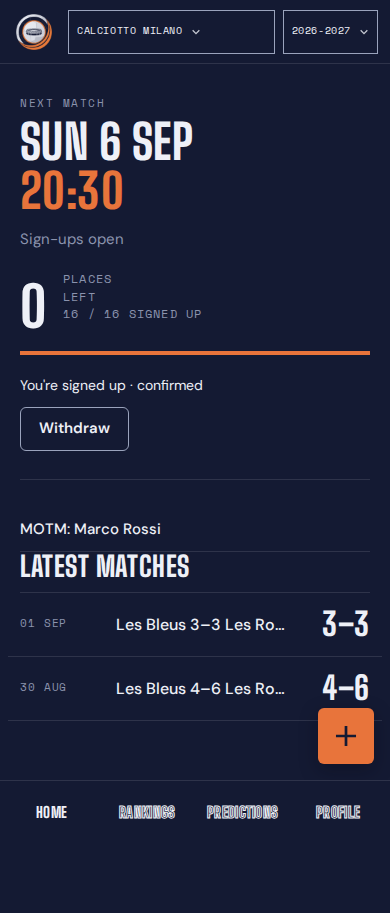 CALCIOTTO MILANO
2026-2027
NEXT MATCH
SUN 6 SEP
20:30
Sign-ups open
0
PLACES
LEFT
16 / 16 SIGNED UP
You're signed up · confirmed
Withdraw
MOTM: Marco Rossi
LATEST MATCHES
01 SEP Les Bleus 3–3 Les Ro... 3–3
30 AUG Les Bleus 4–6 Les Ro... 4–6
HOME RANKINGS PREDICTIONS PROFILE